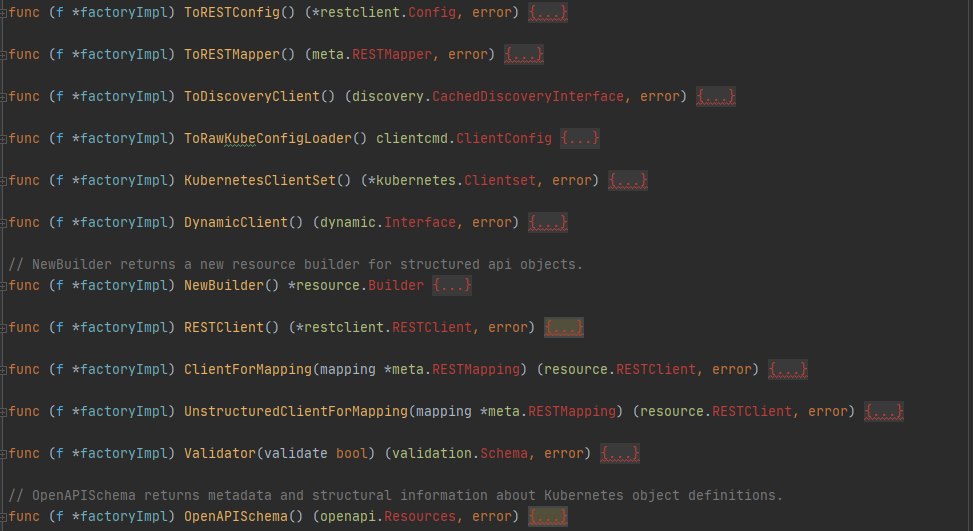 func (f *factoryImpl) ToRESTConfig() (*restclient.Config, error) {...}
func (f *factoryImpl) ToRESTMapper() (meta.RESTMapper, error) {...}
func (f *factoryImpl) ToDiscoveryClient() (discovery.CachedDiscoveryInterface, error) {...}
func (f *factoryImpl) ToRawKubeConfigLoader() clientcmd.ClientConfig {...}
func (f *factoryImpl) KubernetesClientSet() (*kubernetes.Clientset, error) {...}
func (f *factoryImpl) DynamicClient() (dynamic.Interface, error) {...}
// NewBuilder returns a new resource builder for structured api objects.
func (f *factoryImpl) NewBuilder() *resource.Builder {...}
func (f *factoryImpl) RESTClient() (*restclient.RESTClient, error) {...}
func (f *factoryImpl) ClientForMapping(mapping *meta.RESTMapping) (resource.RESTClient, error) {...}
func (f *factoryImpl) UnstructuredClientForMapping(mapping *meta.RESTMapping) (resource.RESTClient, error) {...}
func (f *factoryImpl) Validator(validate bool) (validation.Schema, error) {...}
// OpenAPISchema returns metadata and structural information about Kubernetes object definitions.
func (f *factoryImpl) OpenAPISchema() (openapi.Resources, error) {...}